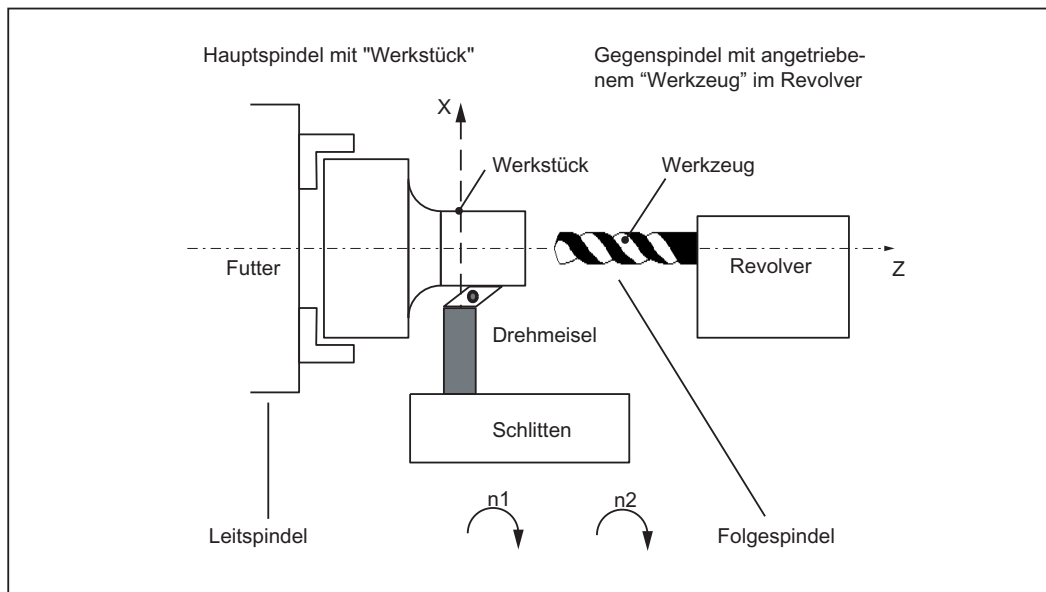 Hauptspindel mit "Werkstück"
Gegenspindel mit angetriebe-
nem “Werkzeug” im Revolver
X
Werkstück
Werkzeug
Futter
Revolver
Z
Drehmeisel
Schlitten
n1
n2
Leitspindel
Folgespindel